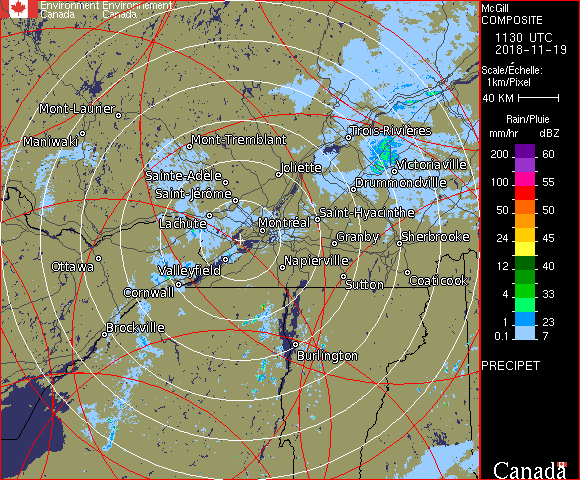 Environment Environnement
Canada Canada
McGill
COMPOSITE
1130 UTC
2018-11-19
Scale/Échelle:
1km/Pixel
40 KM
Rain/Pluie
mm/hr dBZ
200 60
100 55
50 50
24 45
12 40
4 33
1 23
0.1 7
PRECIPET
Canada
Mont-Laurier
Maniwaki
Mont-Tremblant
Trois-Rivières
Joliette
Victoriaville
Sainte-Adèle
Drummondville
Saint-Jérôme
Saint-Hyacinthe
Lachute
Montréal
Granby
Sherbrooke
Ottawa
Valleyfield
Napierville
Cornwall
Sutton
Coaticook
Brockville
Burlington